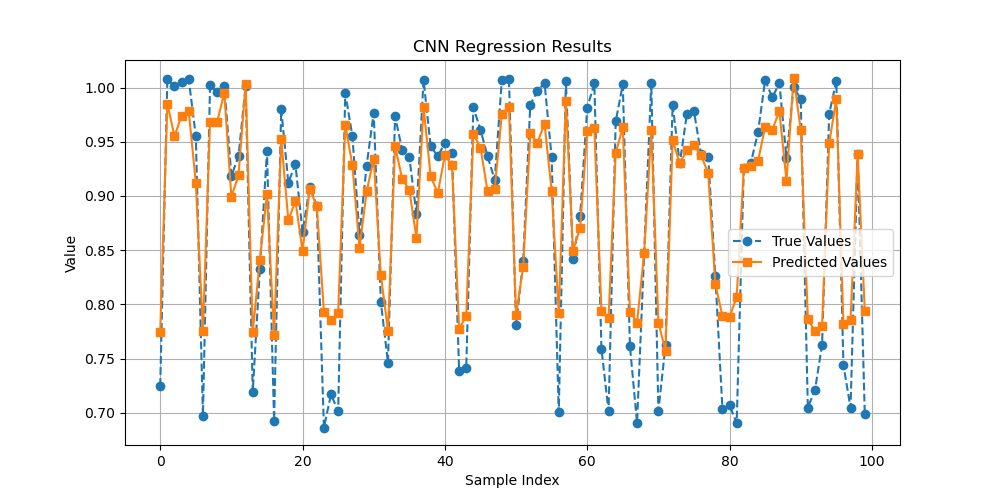 CNN Regression Results
Value
1.00
0.95
0.90
0.85
0.80
0.75
0.70
True Values
Predicted Values
0 20 40 60 80 100
Sample Index